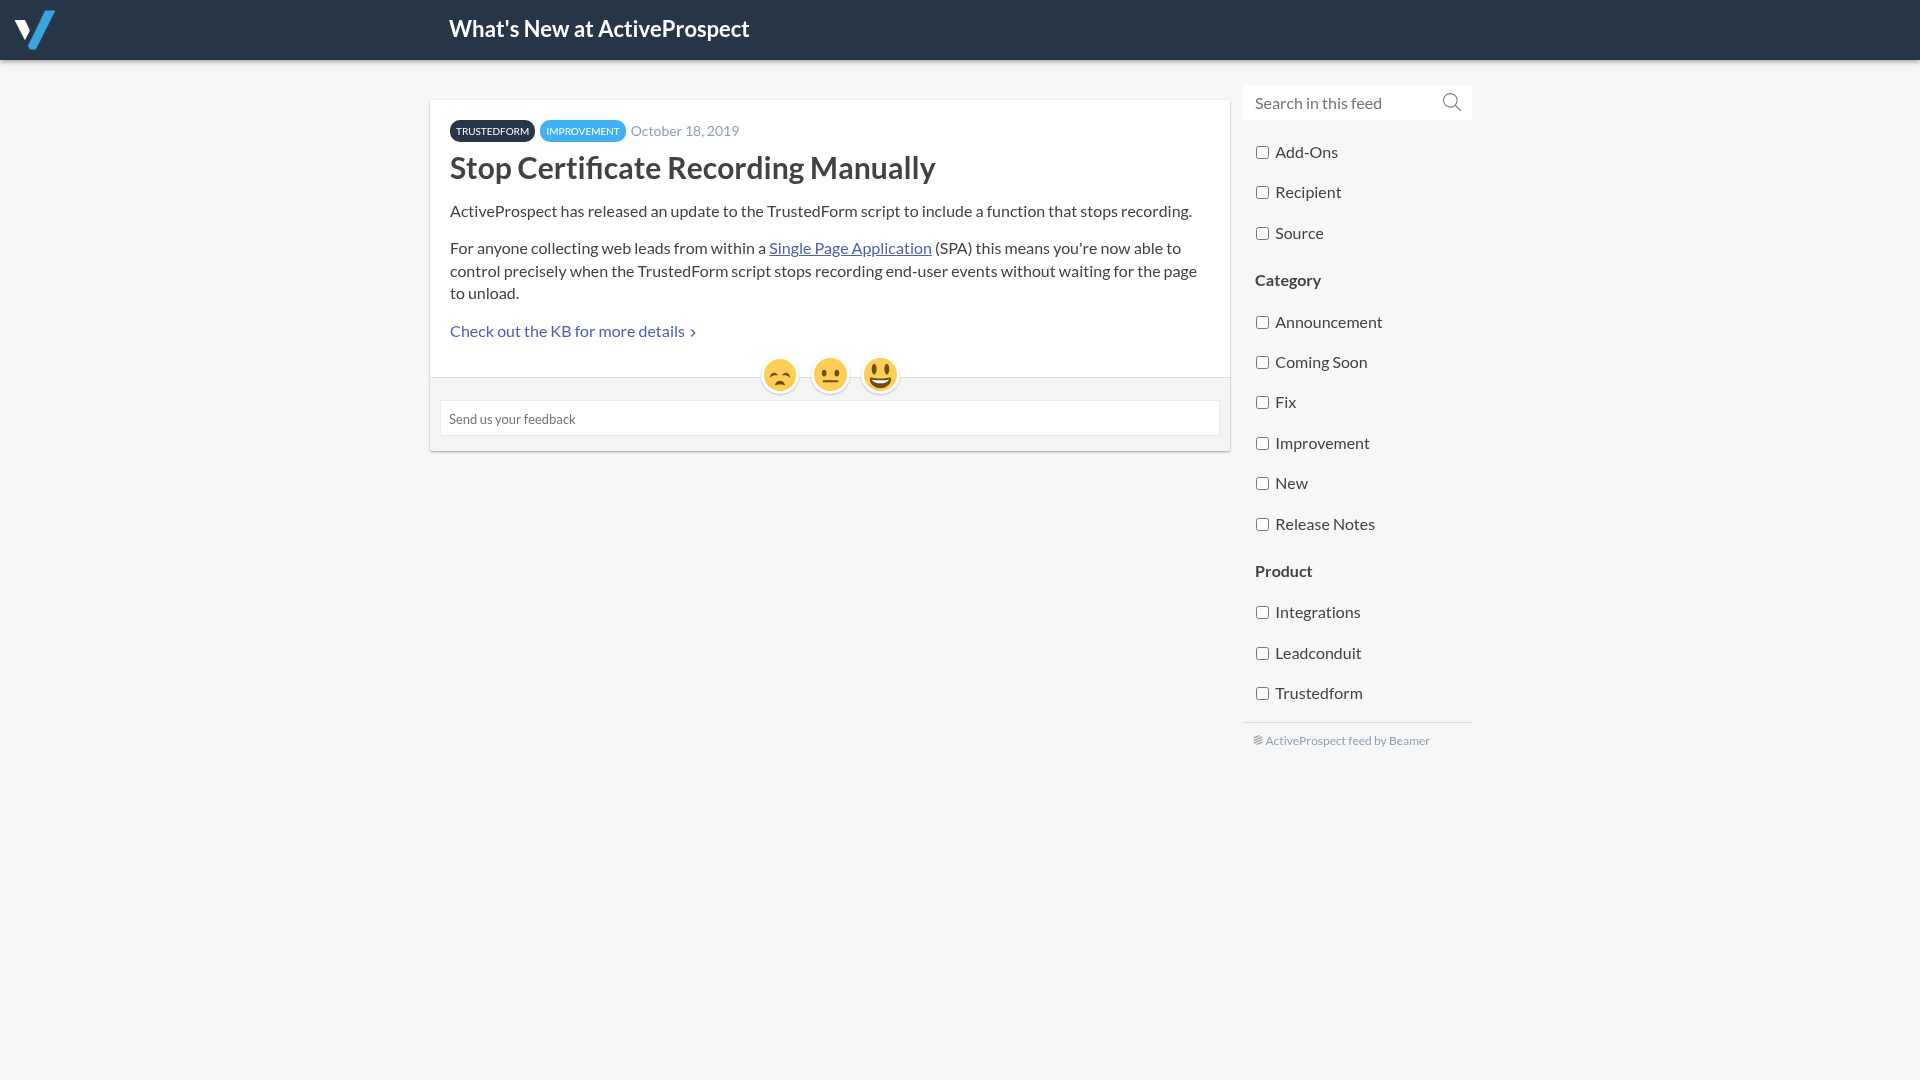 What's New at ActiveProspect
TRUSTEDFORM IMPROVEMENT October 18, 2019
Stop Certificate Recording Manually
ActiveProspect has released an update to the TrustedForm script to include a function that stops recording.
For anyone collecting web leads from within a Single Page Application (SPA) this means you're now able to
control precisely when the TrustedForm script stops recording end-user events without waiting for the page
to unload.
Check out the KB for more details ›
Send us your feedback
Search in this feed
Add-Ons
Recipient
Source
Category
Announcement
Coming Soon
Fix
Improvement
New
Release Notes
Product
Integrations
Leadconduit
Trustedform
ActiveProspect feed by Beamer